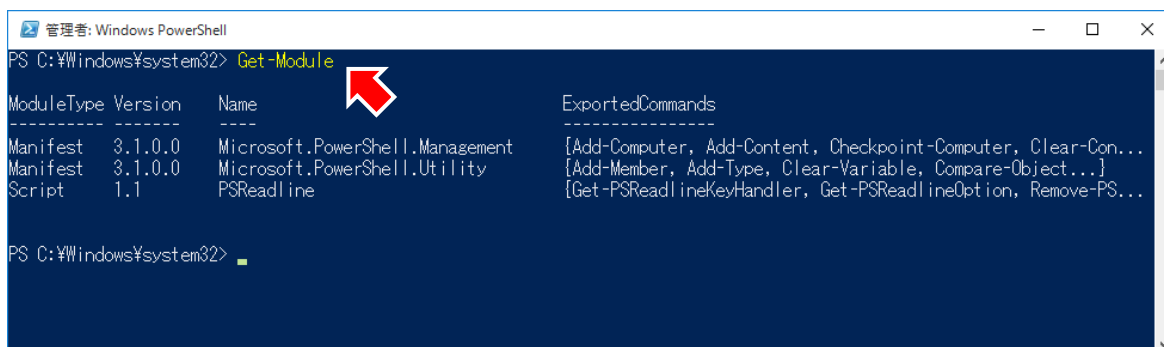 管理者: Windows PowerShell
PS C:¥Windows¥system32> Get-Module
ModuleType Version Name ExportedCommands
---------- ------- ---- ----------------
Manifest 3.1.0.0 Microsoft.PowerShell.Management {Add-Computer, Add-Content, Checkpoint-Computer, Clear-Con...
Manifest 3.1.0.0 Microsoft.PowerShell.Utility {Add-Member, Add-Type, Clear-Variable, Compare-Object...}
Script 1.1 PSReadline {Get-PSReadlineKeyHandler, Get-PSReadlineOption, Remove-PS...
PS C:¥Windows¥system32> _